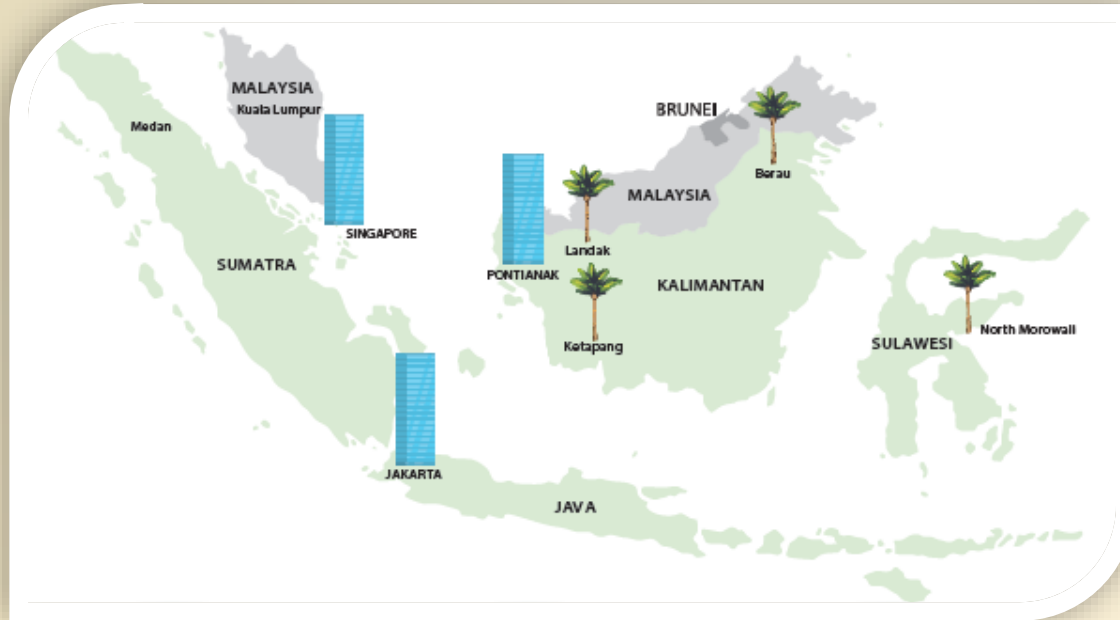 MALAYSIA
Kuala Lumpur
BRUNEI
Medan
Berau
MALAYSIA
SINGAPORE
Landak
SUMATRA
PONTIANAK
KALIMANTAN
North Morowali
SULAWESI
Ketapang
JAKARTA
JAVA